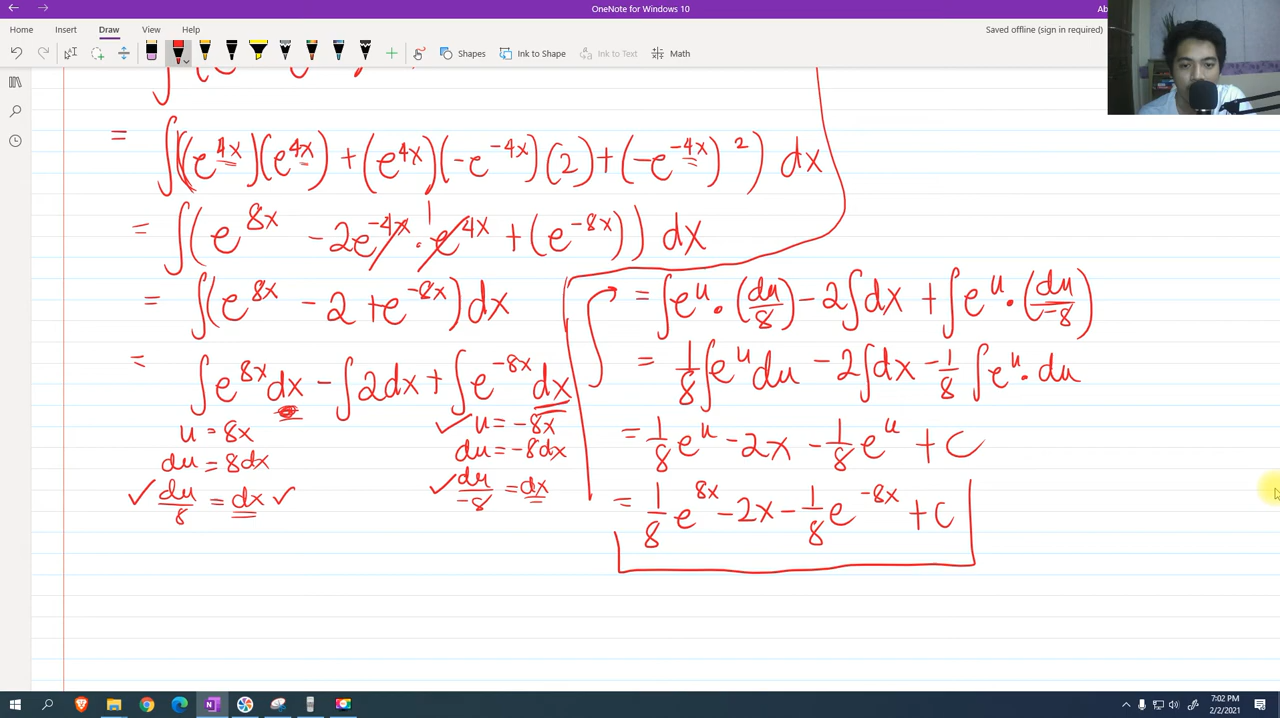 OneNote for Windows 10
Ab
Home Insert Draw View Help
Saved offline (sign in required)
Shapes Ink to Shape Ink to Text Math
= ∫((e^{4x})(e^{4x}) + (e^{4x})(-e^{-4x})(2) + (-e^{-4x})^2) dx
= ∫(e^{8x} - 2e^{-4x} · e^{4x} + (e^{-8x})) dx
1
= ∫(e^{8x} - 2 + e^{-8x}) dx
= ∫e^{8x} dx - ∫2dx + ∫e^{-8x} dx
u = 8x
du = 8dx
✓ du/8 = dx ✓
✓ u = -8x
du = -8dx
✓ du/-8 = dx
= ∫e^u · (du/8) - 2∫dx + ∫e^u · (du/-8)
= 1/8 ∫e^u du - 2∫dx - 1/8 ∫e^u · du
= 1/8 e^u - 2x - 1/8 e^u + C
= 1/8 e^{8x} - 2x - 1/8 e^{-8x} + C
7:02 PM
2/2/2021